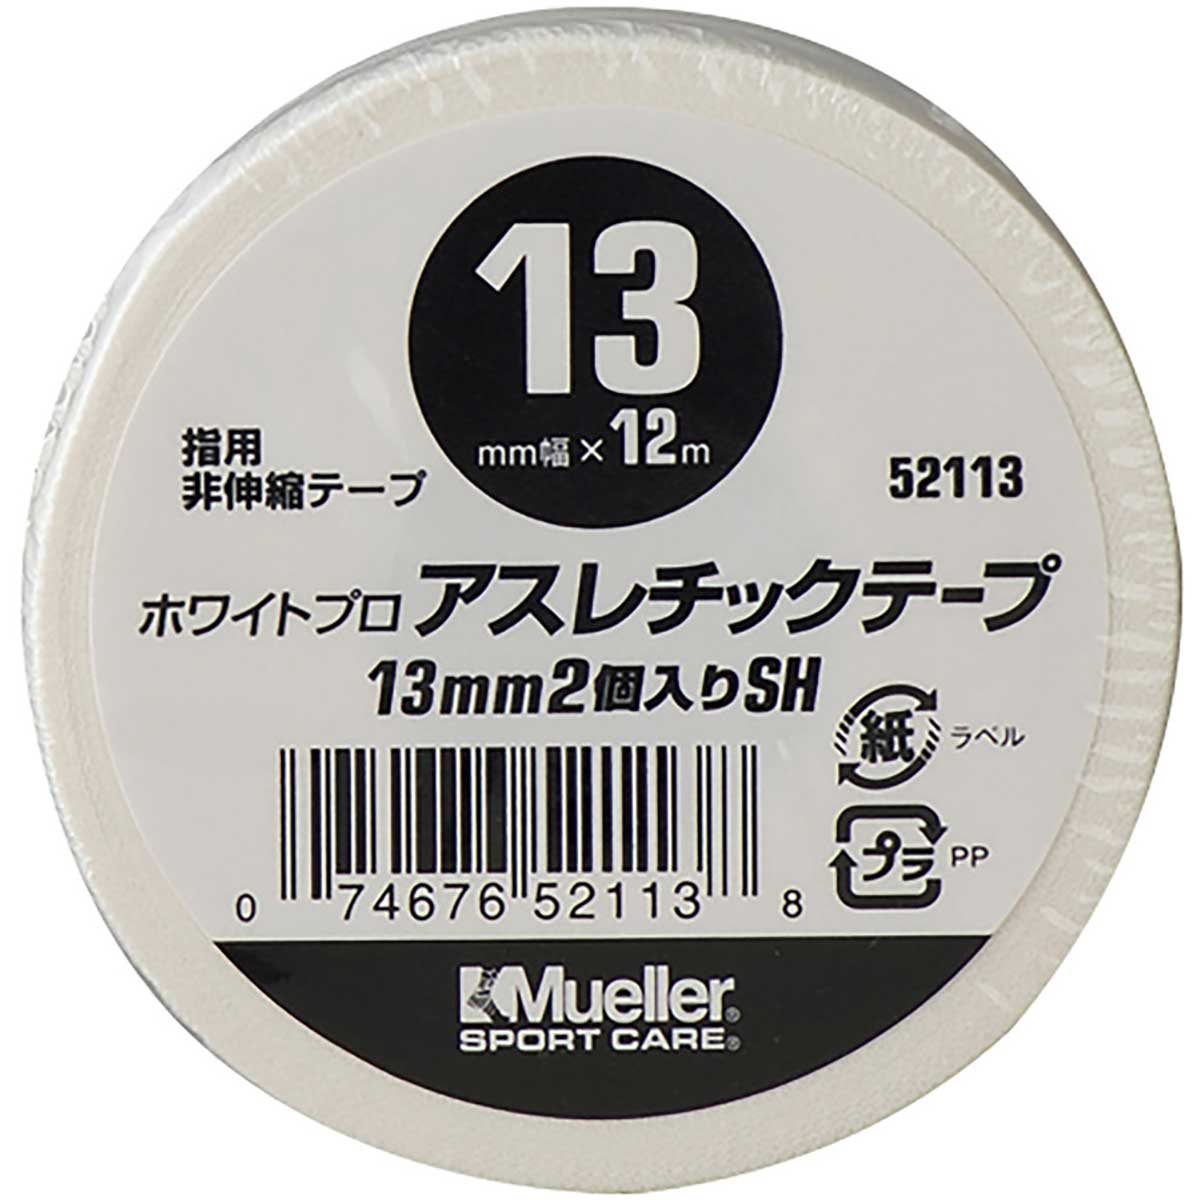 13
mm幅×12m
指用
非伸縮テープ
52113
ホワイトプロ アスレチックテープ
13mm2個入りSH
紙 ラベル
プラ PP
0 74676 52113 8
Mueller®
SPORT CARE®